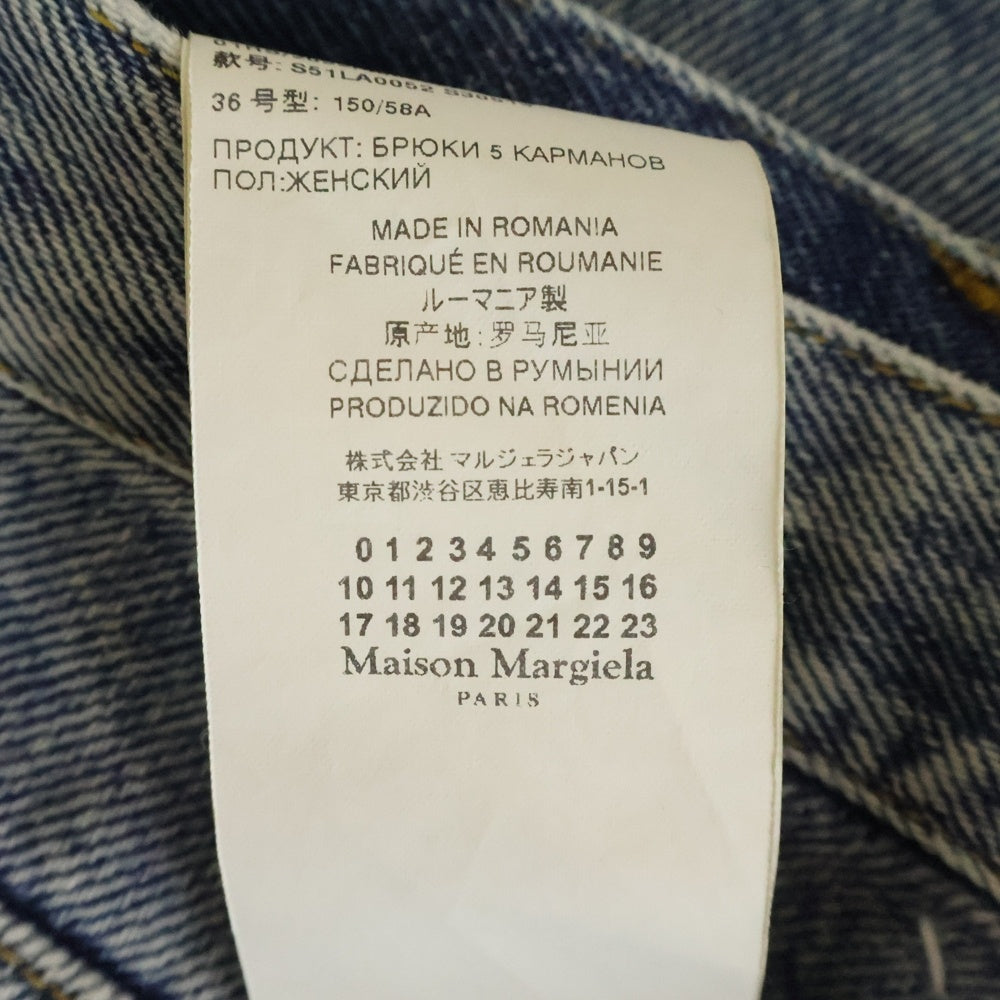 款号: S51LA0052
36 号型: 150/58A
ПРОДУКТ: БРЮКИ 5 КАРМАНОВ
ПОЛ:ЖЕНСКИЙ
MADE IN ROMANIA
FABRIQUÉ EN ROUMANIE
ルーマニア製
原产地:罗马尼亚
СДЕЛАНО В РУМЫНИИ
PRODUZIDO NA ROMENIA
株式会社 マルジェラジャパン
東京都渋谷区恵比寿南1-15-1
0 1 2 3 4 5 6 7 8 9
10 11 12 13 14 15 16
17 18 19 20 21 22 23
Maison Margiela
PARIS